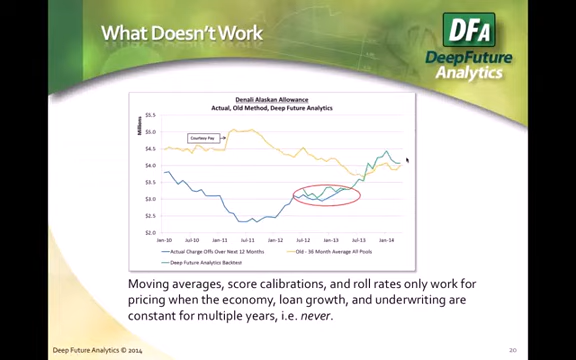 What Doesn't Work
DFA
DeepFuture
Analytics
Denali Alaskan Allowance
Actual, Old Method, Deep Future Analytics
Millions
$5.5
$5.0
$4.5
$4.0
$3.5
$3.0
$2.5
$2.0
Courtesy Pay
Jan-10 Jul-10 Jan-11 Jul-11 Jan-12 Jul-12 Jan-13 Jul-13 Jan-14
Actual Charge Offs Over Next 12 Months Old - 36 Month Average All Pools
Deep Future Analytics Backtest
Moving averages, score calibrations, and roll rates only work for
pricing when the economy, loan growth, and underwriting are
constant for multiple years, i.e. never.
Deep Future Analytics © 2014
20